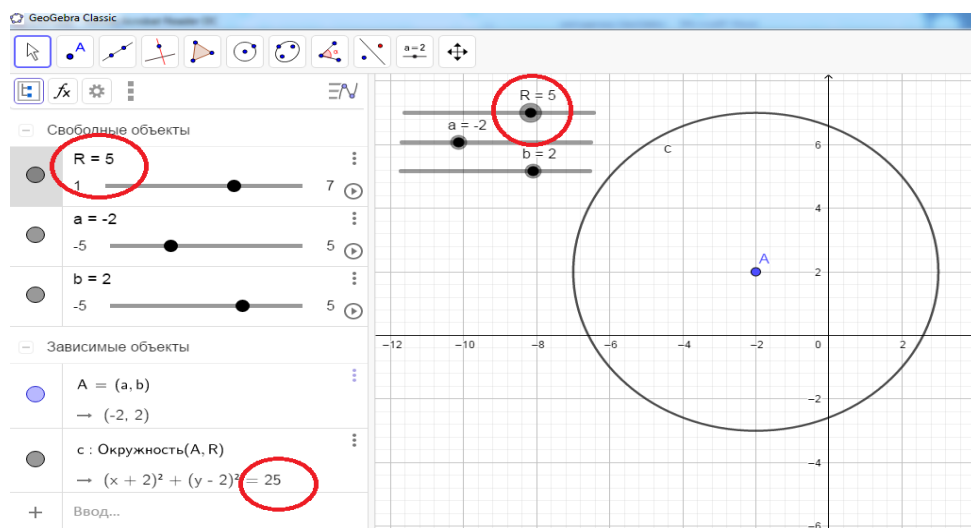 GeoGebra Classic
A
α
a=2
fx
Свободные объекты
R = 5
1 7
a = -2
-5 5
b = 2
-5 5
Зависимые объекты
A = (a, b)
→ (-2, 2)
c : Окружность(A, R)
→ (x + 2)² + (y - 2)² = 25
+ Ввод...
R = 5
a = -2
b = 2
c
6
4
A
2
-12 -10 -8 -6 -4 -2 0 2
-2
-4
-6